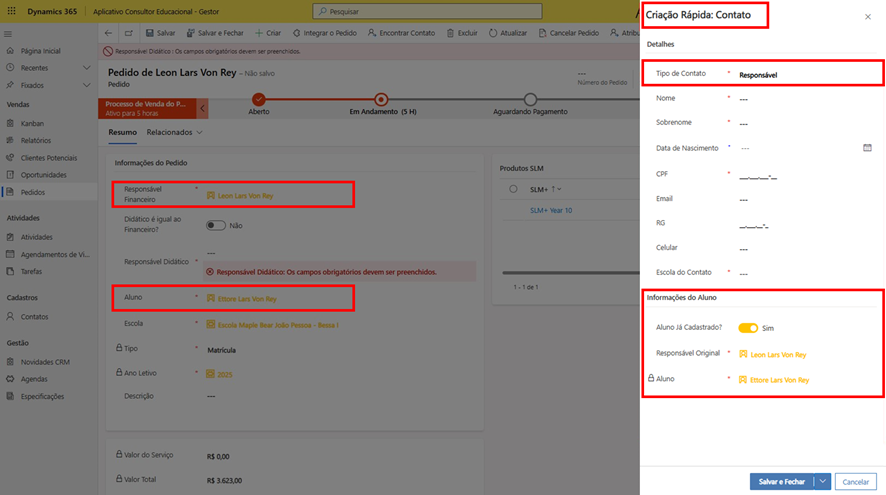 Dynamics 365
Aplicativo Consultor Educacional - Gestor
Pesquisar
Salvar
Salvar e Fechar
Criar
Integrar o Pedido
Encontrar Contato
Excluir
Atualizar
Cancelar Pedido
Responsável Didático : Os campos obrigatórios devem ser preenchidos.
Página Inicial
Recentes
Fixados
Vendas
Kanban
Relatórios
Clientes Potenciais
Oportunidades
Pedidos
Atividades
Atividades
Agendamentos de Vi...
Tarefas
Cadastros
Contatos
Gestão
Novidades CRM
Agendas
Especificações
Pedido de Leon Lars Von Rey – Não salvo
Pedido
---
Número do Pedido
Processo de Venda do P...
Ativo para 5 horas
Aberto
Em Andamento (5 H)
Aguardando Pagamento
Resumo
Relacionados
Informações do Pedido
Responsável Financeiro * Leon Lars Von Rey
Didático é igual ao Financeiro? Não
---
Responsável Didático *
Responsável Didático: Os campos obrigatórios devem ser preenchidos.
Aluno * Ettore Lars Von Rey
Escola * Escola Maple Bear João Pessoa - Bessa I
Tipo * Matrícula
Ano Letivo * 2025
Descrição ---
Valor do Serviço R$ 0,00
Valor Total R$ 3.623,00
Produtos SLM
SLM+ ↑
SLM+ Year 10
1 - 1 de 1
Criação Rápida: Contato
Detalhes
Tipo de Contato * Responsável
Nome * ---
Sobrenome * ---
Data de Nascimento * ---
CPF * __.__.__-_
Email ---
RG __.__.__-_
Celular ---
Escola do Contato * ---
Informações do Aluno
Aluno Já Cadastrado? Sim
Responsável Original * Leon Lars Von Rey
Aluno * Ettore Lars Von Rey
Salvar e Fechar
Cancelar